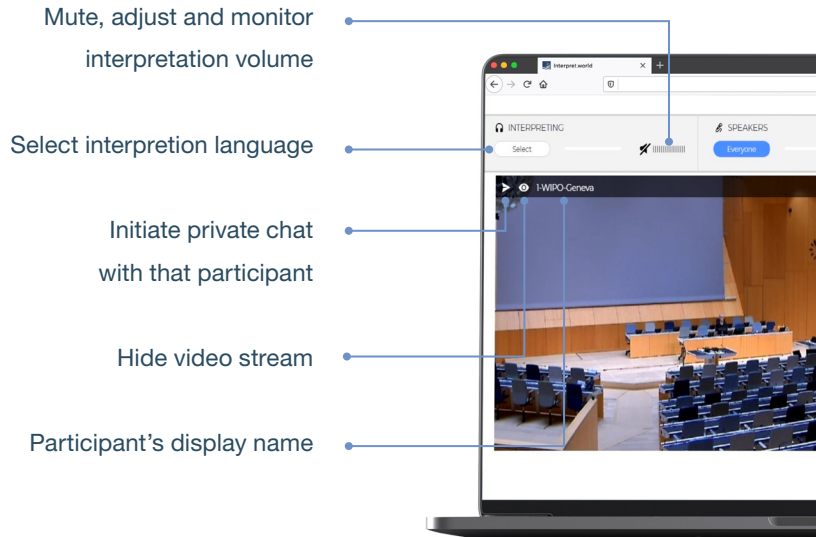 Mute, adjust and monitor
interpretation volume
Select interpretion language
Initiate private chat
with that participant
Hide video stream
Participant's display name
Interpret.world
INTERPRETING
SPEAKERS
Select
Everyone
1-WIPO-Geneva